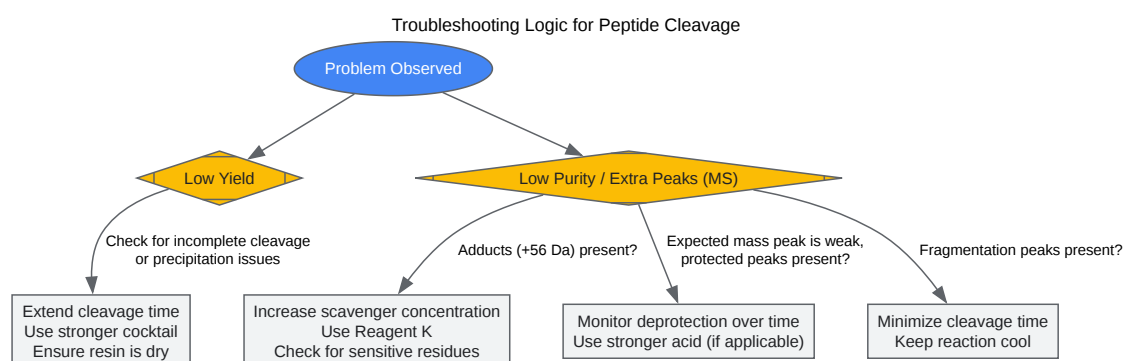 Troubleshooting Logic for Peptide Cleavage
Problem Observed
Low Yield
Low Purity / Extra Peaks (MS)
Check for incomplete cleavage
or precipitation issues
Adducts (+56 Da) present?
Expected mass peak is weak,
protected peaks present?
Fragmentation peaks present?
Extend cleavage time
Use stronger cocktail
Ensure resin is dry
Increase scavenger concentration
Use Reagent K
Check for sensitive residues
Monitor deprotection over time
Use stronger acid (if applicable)
Minimize cleavage time
Keep reaction cool